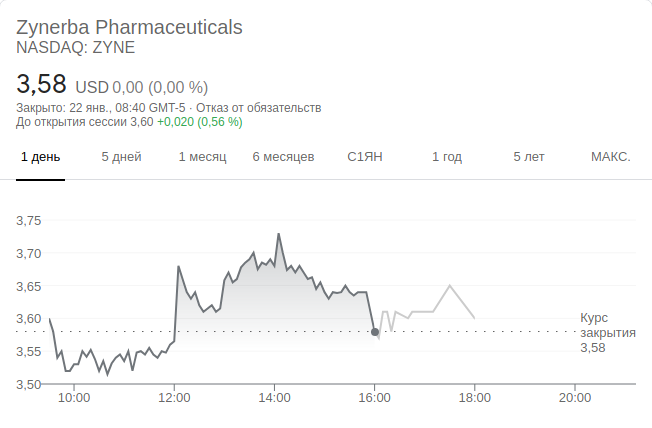 Zynerba Pharmaceuticals
NASDAQ: ZYNE
3,58 USD 0,00 (0,00 %)
Закрыто: 22 янв., 08:40 GMT-5 · Отказ от обязательств
До открытия сессии 3,60 +0,020 (0,56 %)
1 день 5 дней 1 месяц 6 месяцев С1ЯН 1 год 5 лет МАКС.
3,75
3,70
3,65
3,60
3,55
3,50
Курс
закрытия
3,58
10:00 12:00 14:00 16:00 18:00 20:00